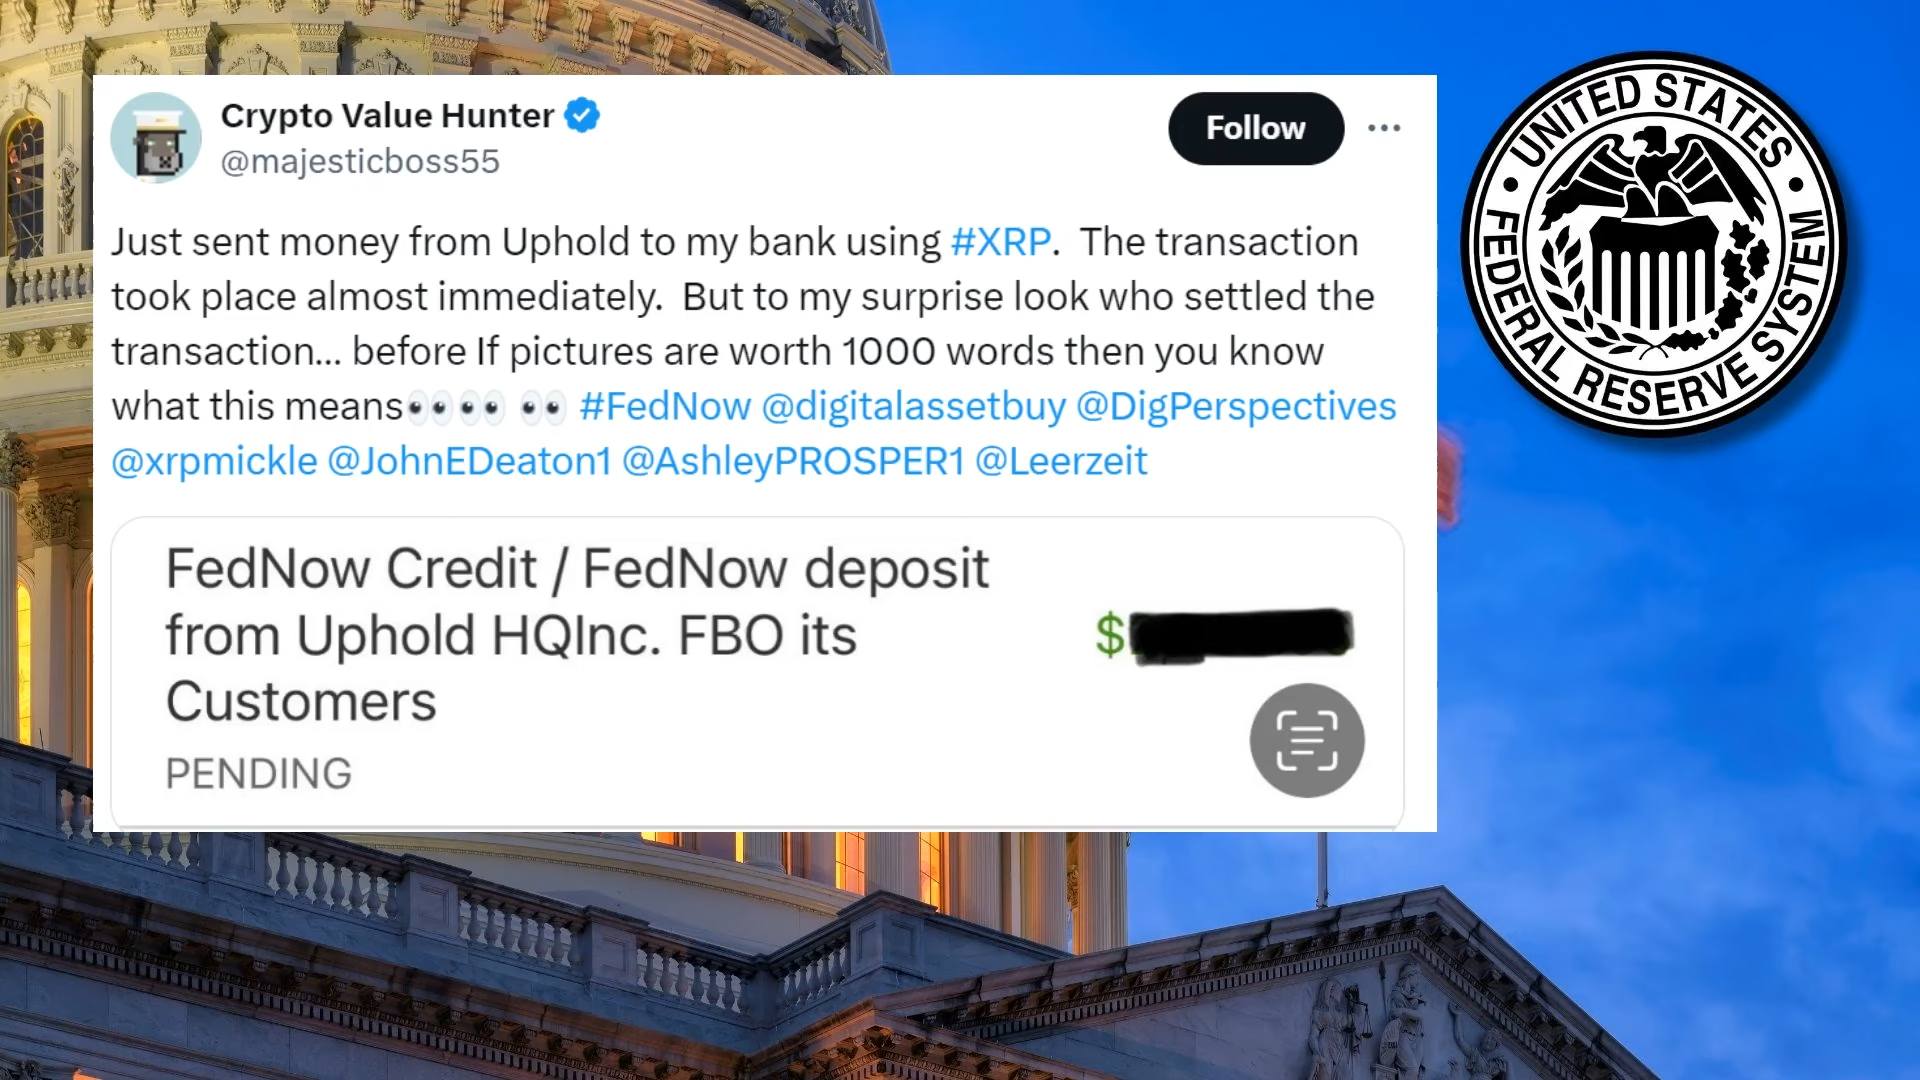 Crypto Value Hunter
@majesticboss55
Follow
Just sent money from Uphold to my bank using #XRP. The transaction
took place almost immediately. But to my surprise look who settled the
transaction... before If pictures are worth 1000 words then you know
what this means👀👀 👀 #FedNow @digitalassetbuy @DigPerspectives
@xrpmickle @JohnEDeaton1 @AshleyPROSPER1 @Leerzeit
FedNow Credit / FedNow deposit
from Uphold HQInc. FBO its
Customers
$
PENDING
UNITED STATES
FEDERAL RESERVE SYSTEM